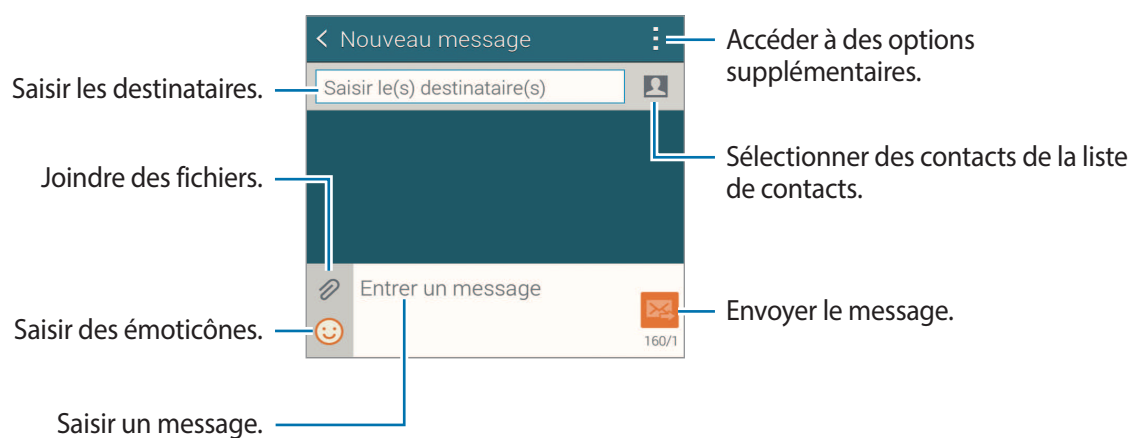 Nouveau message
Accéder à des options
supplémentaires.
Saisir les destinataires.
Saisir le(s) destinataire(s)
Sélectionner des contacts de la liste
de contacts.
Joindre des fichiers.
Entrer un message
Envoyer le message.
160/1
Saisir des émoticônes.
Saisir un message.